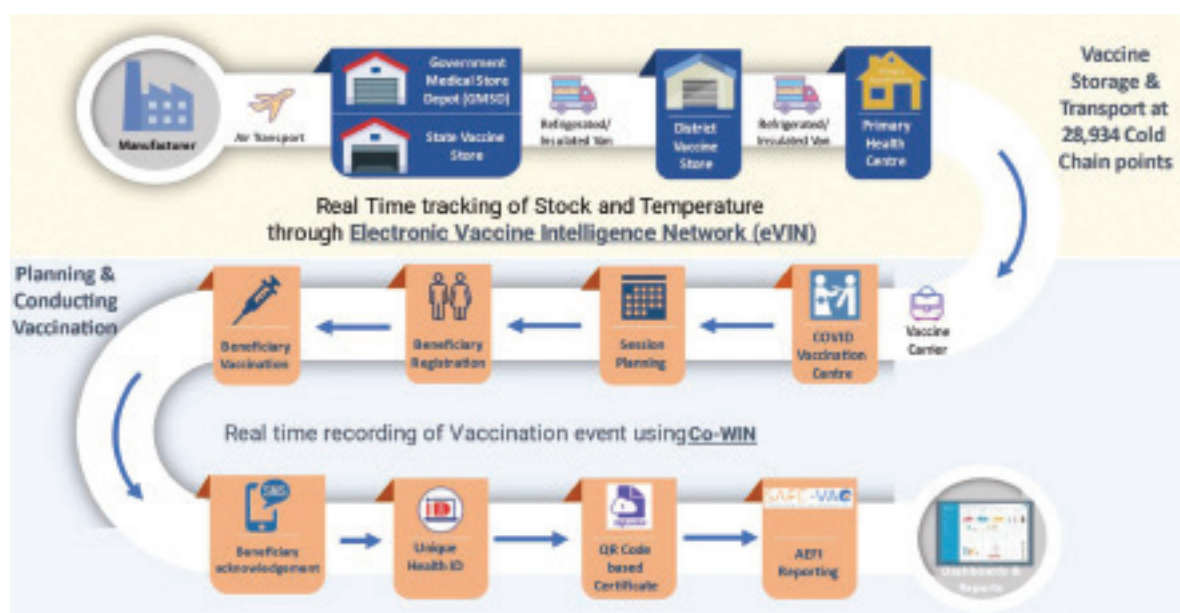 Manufacturer
Air Transport
Government
Medical Store
Depot (GMSD)
State Vaccine
Store
Refrigerated/
Insulated Van
District
Vaccine
Store
Refrigerated/
Insulated Van
Primary
Health
Centre
Vaccine
Storage &
Transport at
28,934 Cold
Chain points
Real Time tracking of Stock and Temperature
through Electronic Vaccine Intelligence Network (eVIN)
Planning &
Conducting
Vaccination
Beneficiary
Vaccination
Beneficiary
Registration
Session
Planning
COVID
Vaccination
Centre
Vaccine
Carrier
Real time recording of Vaccination event using Co-WIN
SMS
Beneficiary
acknowledgement
ID
Unique
Health ID
QR Code
based
Certificate
SAFE-VAC
AEFI
Reporting
Dashboards &
Reports